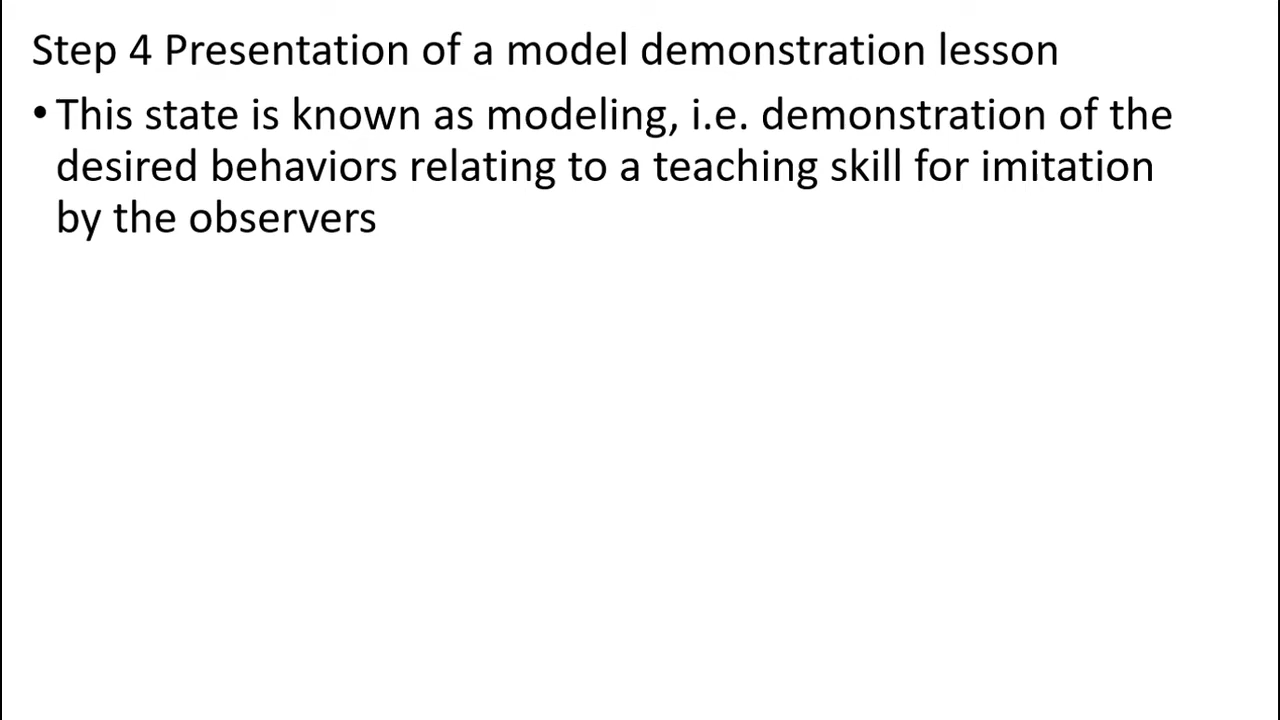 Step 4 Presentation of a model demonstration lesson
• This state is known as modeling, i.e. demonstration of the
desired behaviors relating to a teaching skill for imitation
by the observers